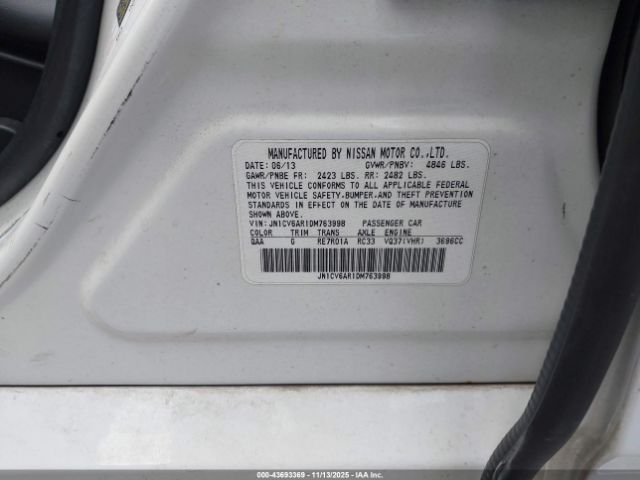 MANUFACTURED BY NISSAN MOTOR CO.,LTD.
DATE: 06/13 GVWR/PNBV: 4846 LBS.
GAWR/PNBE FR: 2423 LBS. RR: 2482 LBS.
THIS VEHICLE CONFORMS TO ALL APPLICABLE FEDERAL
MOTOR VEHICLE SAFETY,BUMPER,AND THEFT PREVENTION
STANDARDS IN EFFECT ON THE DATE OF MANUFACTURE
SHOWN ABOVE.
VIN: JN1CV6AR1DM763998 PASSENGER CAR
COLOR TRIM TRANS AXLE ENGINE
QAA G RE7R01A RC33 VQ37(VHR) 3696CC
JN1CV6AR1DM763998
000-43693369 - 11/13/2025 - IAAI.COM